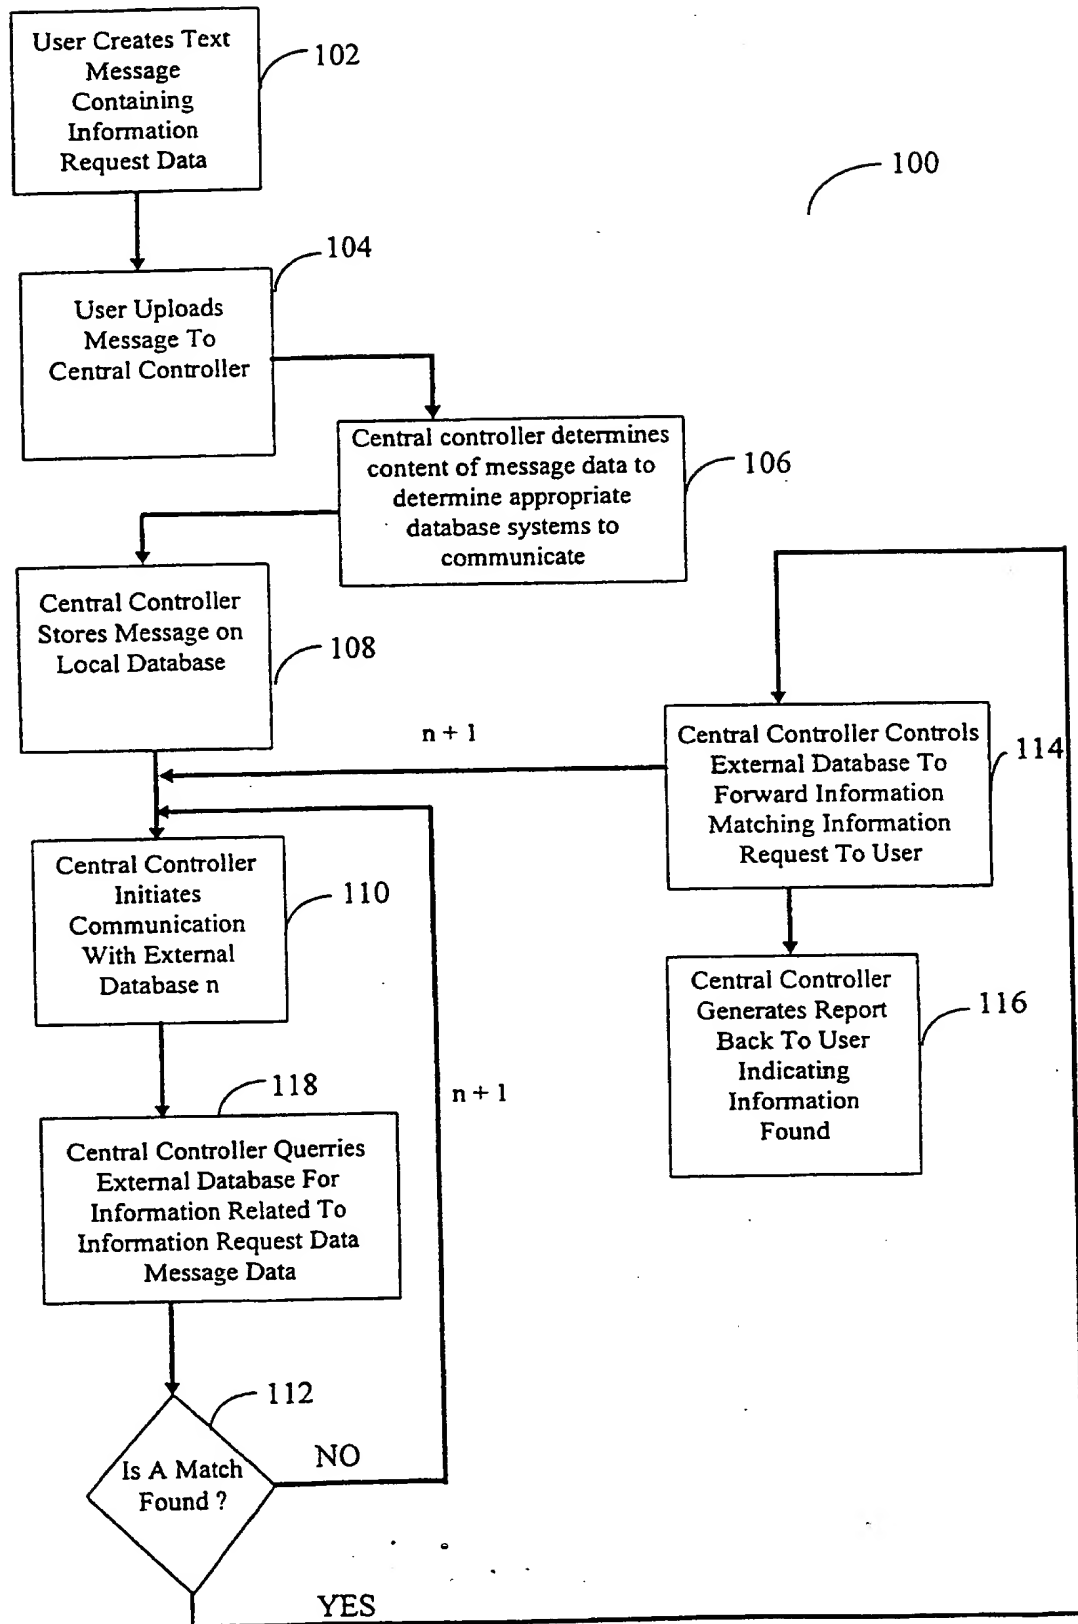 User Creates Text
Message
Containing
Information
Request Data
102
100
104
User Uploads
Message To
Central Controller
Central controller determines
content of message data to
determine appropriate
database systems to
communicate
106
Central Controller
Stores Message on
Local Database
108
n + 1
Central Controller Controls
External Database To
Forward Information
Matching Information
Request To User
114
Central Controller
Initiates
Communication
With External
Database n
110
Central Controller
Generates Report
Back To User
Indicating
Information
Found
116
n + 1
118
Central Controller Querries
External Database For
Information Related To
Information Request Data
Message Data
112
Is A Match
Found ?
NO
YES